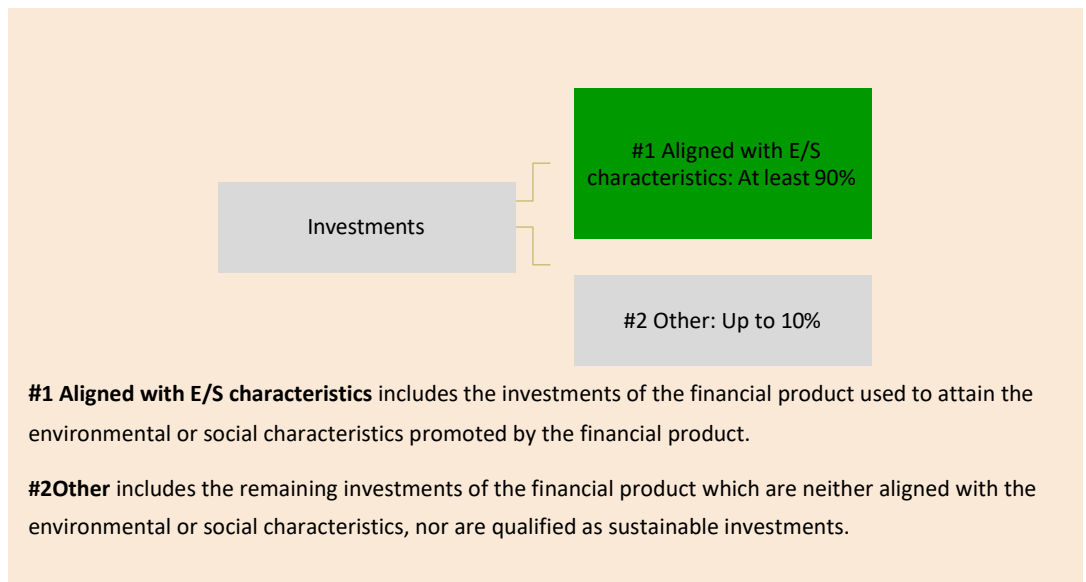 #1 Aligned with E/S
characteristics: At least 90%
Investments
#2 Other: Up to 10%
#1 Aligned with E/S characteristics includes the investments of the financial product used to attain the
environmental or social characteristics promoted by the financial product.
#2Other includes the remaining investments of the financial product which are neither aligned with the
environmental or social characteristics, nor are qualified as sustainable investments.